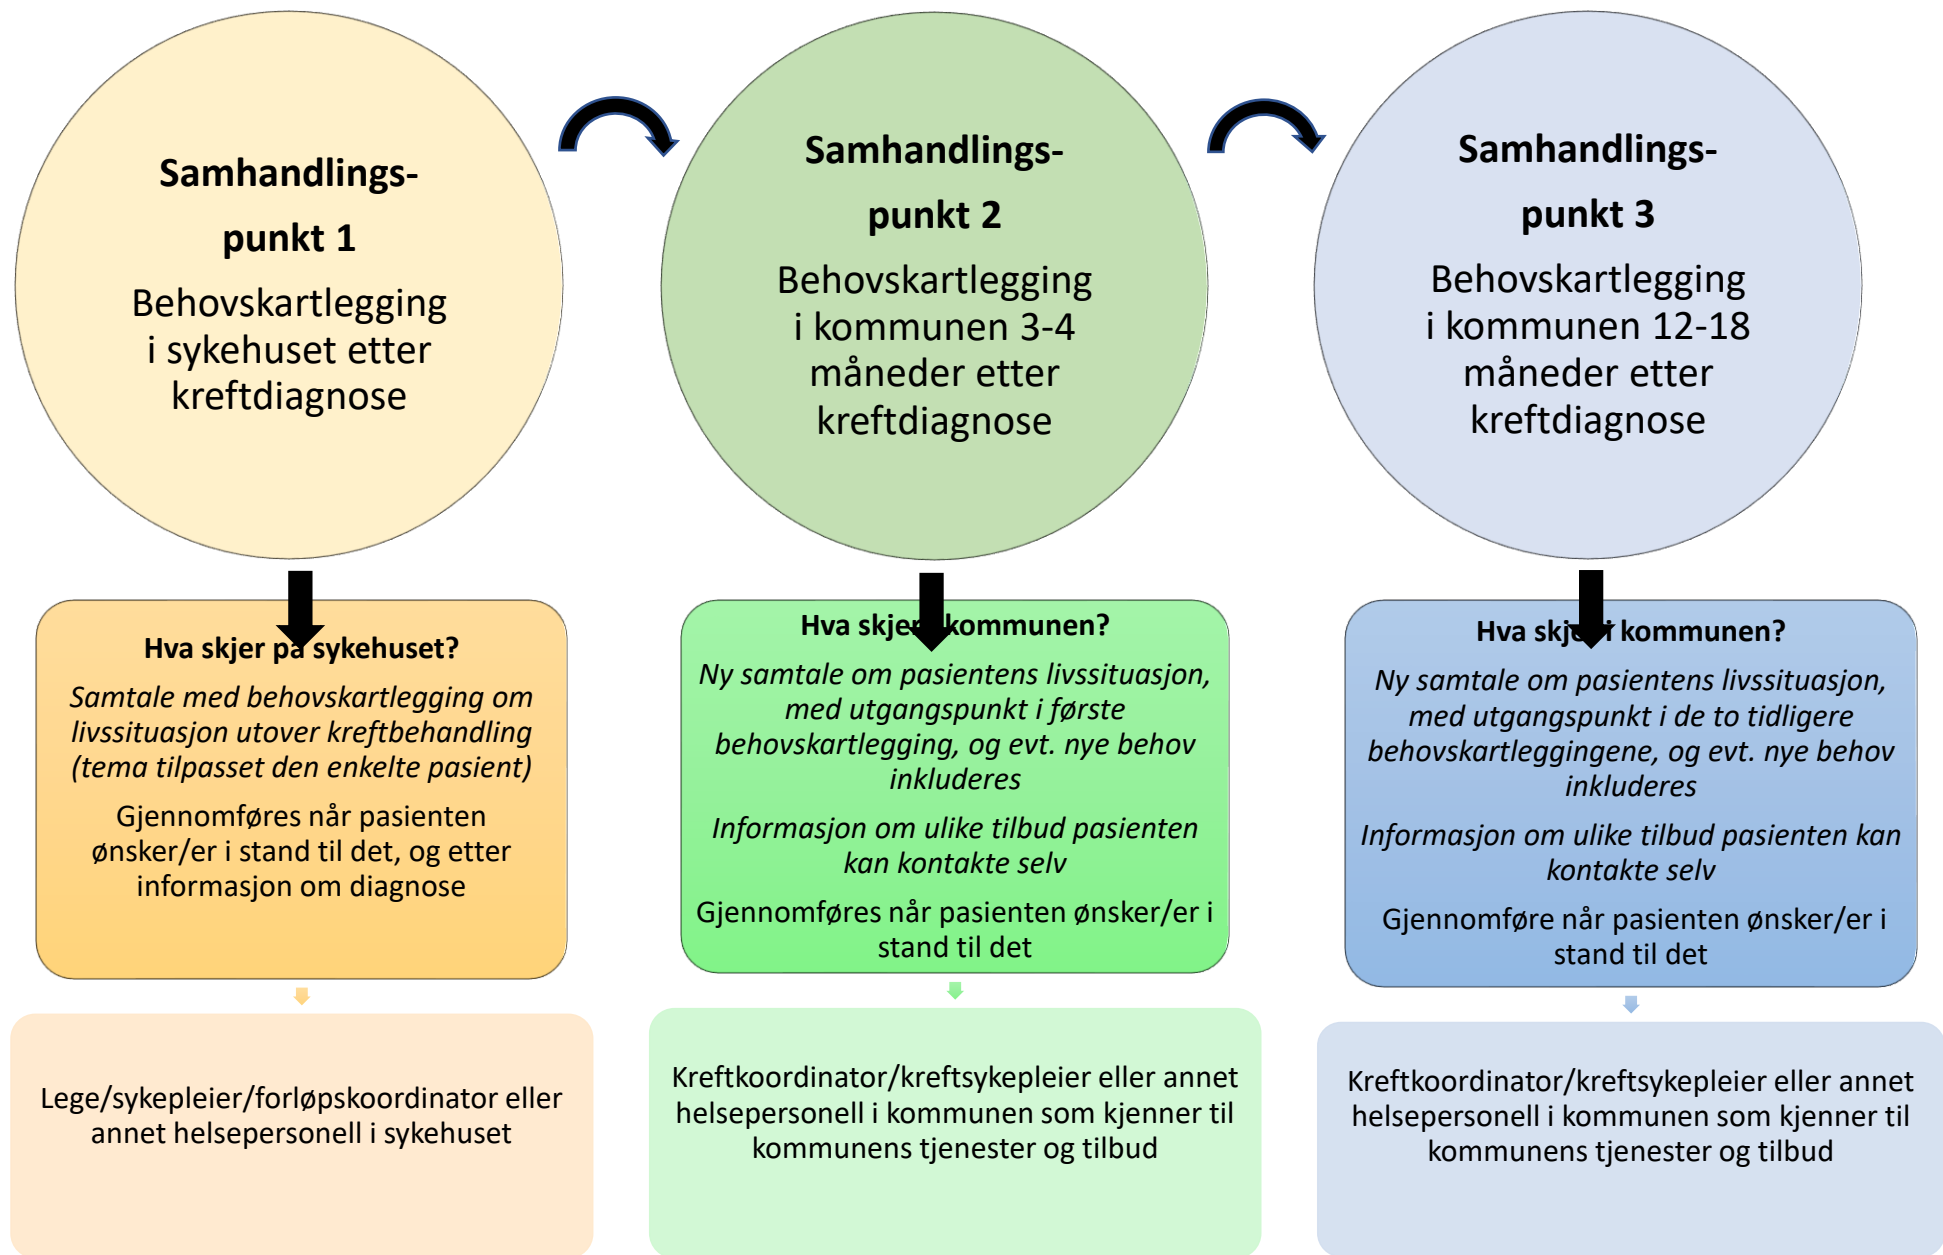 Samhandlings-
punkt 1
Behovskartlegging
i sykehuset etter
kreftdiagnose
Samhandlings-
punkt 2
Behovskartlegging
i kommunen 3-4
måneder etter
kreftdiagnose
Samhandlings-
punkt 3
Behovskartlegging
i kommunen 12-18
måneder etter
kreftdiagnose
Hva skjer på sykehuset?
Samtale med behovskartlegging om
livssituasjon utover kreftbehandling
(tema tilpasset den enkelte pasient)
Gjennomføres når pasienten
ønsker/er i stand til det, og etter
informasjon om diagnose
Lege/sykepleier/forløpskoordinator eller
annet helsepersonell i sykehuset
Hva skjer i kommunen?
Ny samtale om pasientens livssituasjon,
med utgangspunkt i første
behovskartlegging, og evt. nye behov
inkluderes
Informasjon om ulike tilbud pasienten
kan kontakte selv
Gjennomføres når pasienten ønsker/er i
stand til det
Kreftkoordinator/kreftsykepleier eller annet
helsepersonell i kommunen som kjenner til
kommunens tjenester og tilbud
Hva skjer i kommunen?
Ny samtale om pasientens livssituasjon,
med utgangspunkt i de to tidligere
behovskartleggingene, og evt. nye behov
inkluderes
Informasjon om ulike tilbud pasienten kan
kontakte selv
Gjennomføre når pasienten ønsker/er i
stand til det
Kreftkoordinator/kreftsykepleier eller annet
helsepersonell i kommunen som kjenner til
kommunens tjenester og tilbud